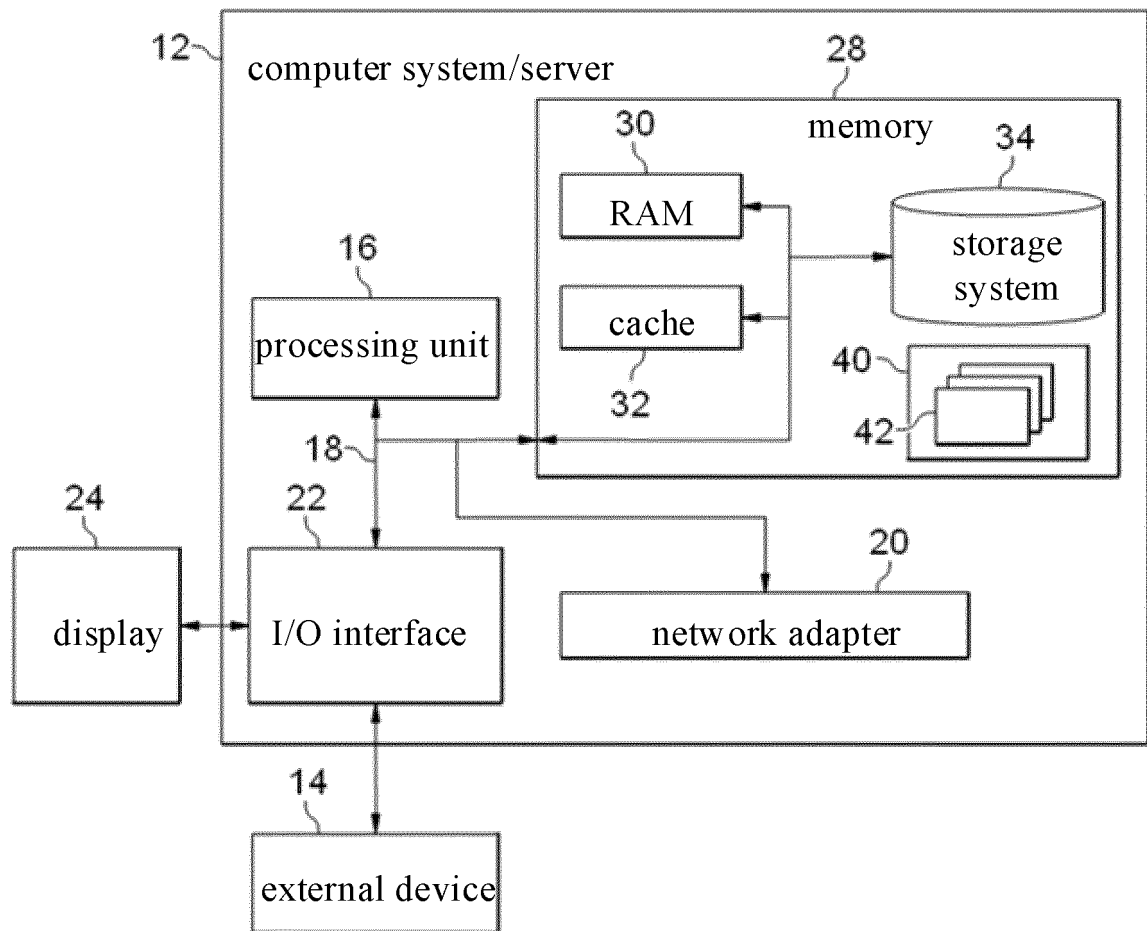 12
computer system/server
28
memory
30
RAM
34
storage
system
16
processing unit
cache
32
40
42
18
24
display
22
I/O interface
20
network adapter
14
external device